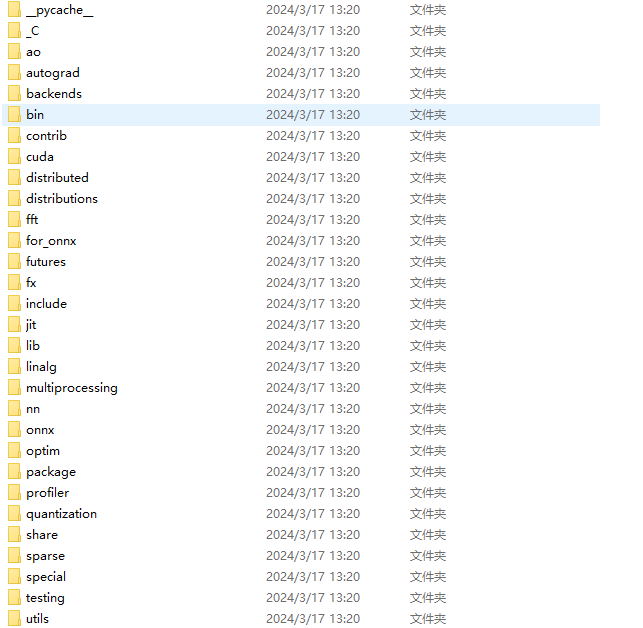 __pycache__ 2024/3/17 13:20 文件夹
_C 2024/3/17 13:20 文件夹
ao 2024/3/17 13:20 文件夹
autograd 2024/3/17 13:20 文件夹
backends 2024/3/17 13:20 文件夹
bin 2024/3/17 13:20 文件夹
contrib 2024/3/17 13:20 文件夹
cuda 2024/3/17 13:20 文件夹
distributed 2024/3/17 13:20 文件夹
distributions 2024/3/17 13:20 文件夹
fft 2024/3/17 13:20 文件夹
for_onnx 2024/3/17 13:20 文件夹
futures 2024/3/17 13:20 文件夹
fx 2024/3/17 13:20 文件夹
include 2024/3/17 13:20 文件夹
jit 2024/3/17 13:20 文件夹
lib 2024/3/17 13:20 文件夹
linalg 2024/3/17 13:20 文件夹
multiprocessing 2024/3/17 13:20 文件夹
nn 2024/3/17 13:20 文件夹
onnx 2024/3/17 13:20 文件夹
optim 2024/3/17 13:20 文件夹
package 2024/3/17 13:20 文件夹
profiler 2024/3/17 13:20 文件夹
quantization 2024/3/17 13:20 文件夹
share 2024/3/17 13:20 文件夹
sparse 2024/3/17 13:20 文件夹
special 2024/3/17 13:20 文件夹
testing 2024/3/17 13:20 文件夹
utils 2024/3/17 13:20 文件夹